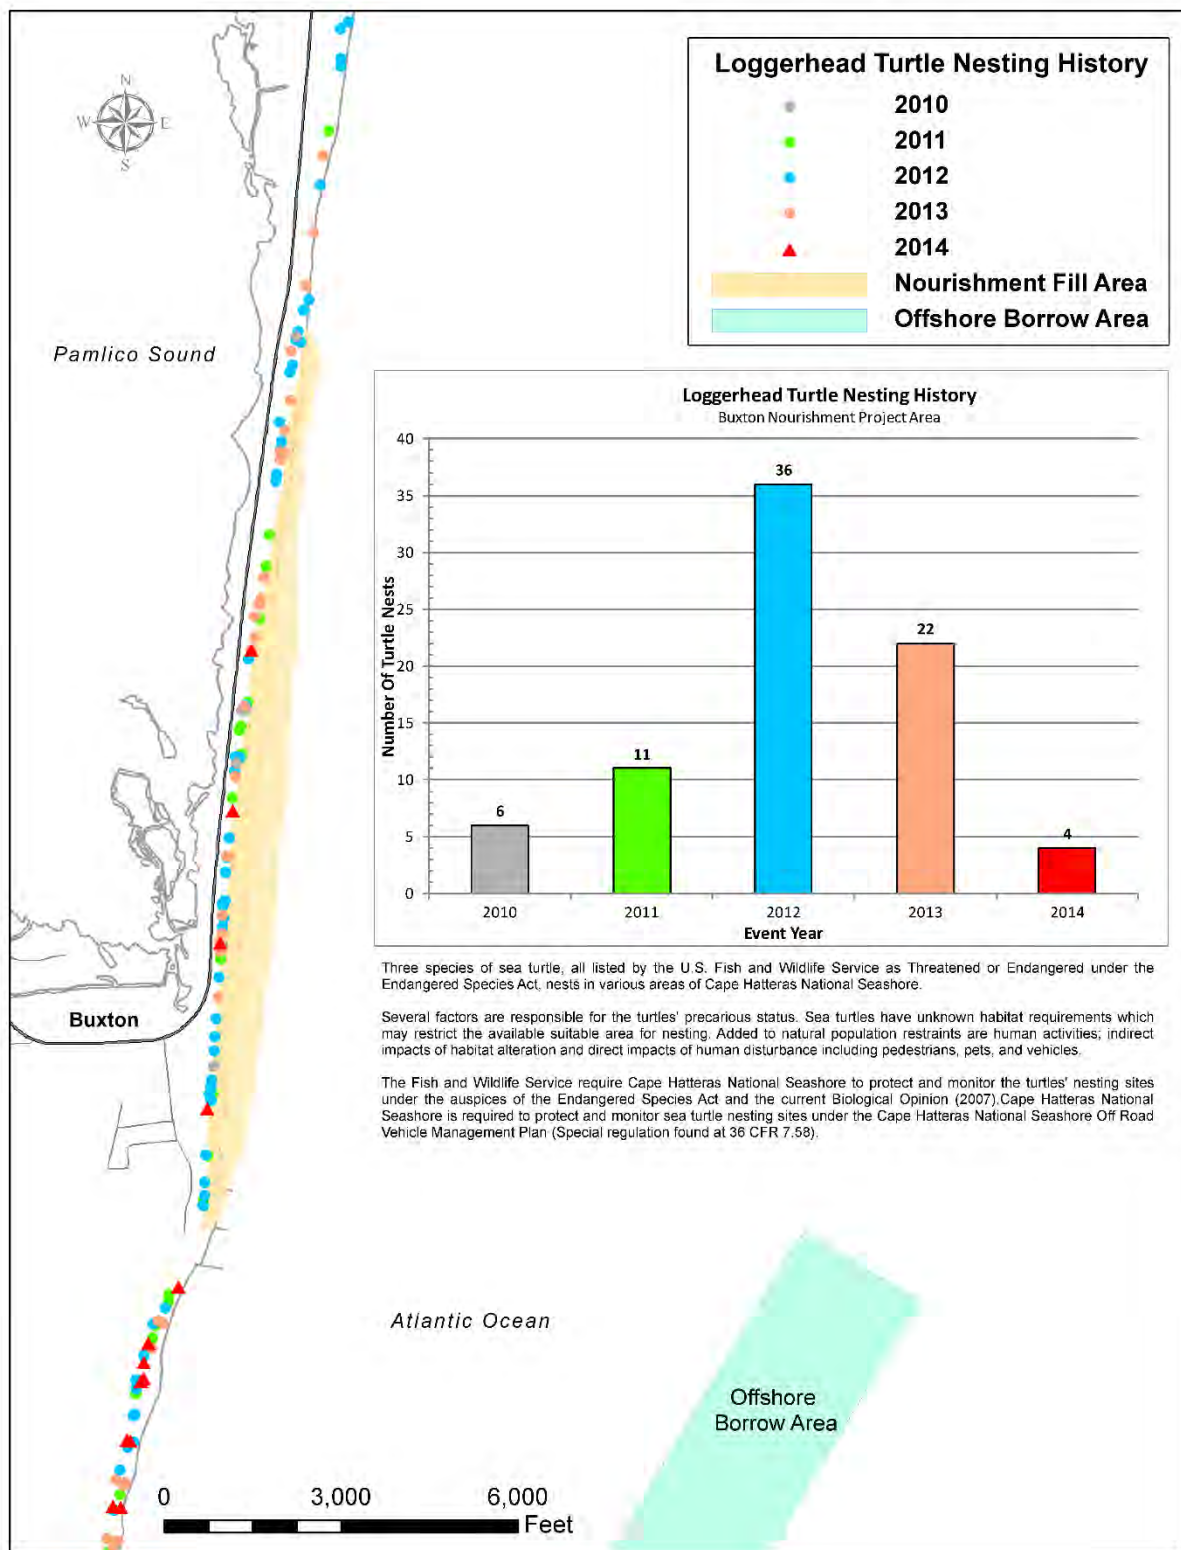 N
W E
S
Loggerhead Turtle Nesting History
2010
2011
2012
2013
2014
Nourishment Fill Area
Offshore Borrow Area
Pamlico Sound
Loggerhead Turtle Nesting History
Buxton Nourishment Project Area
Number Of Turtle Nests
40
35
30
25
20
15
10
5
0
6
11
36
22
4
2010 2011 2012 2013 2014
Event Year
Three species of sea turtle, all listed by the U.S. Fish and Wildlife Service as Threatened or Endangered under the
Endangered Species Act, nests in various areas of Cape Hatteras National Seashore.
Several factors are responsible for the turtles' precarious status. Sea turtles have unknown habitat requirements which
may restrict the available suitable area for nesting. Added to natural population restraints are human activities; indirect
impacts of habitat alteration and direct impacts of human disturbance including pedestrians, pets, and vehicles.
The Fish and Wildlife Service require Cape Hatteras National Seashore to protect and monitor the turtles' nesting sites
under the auspices of the Endangered Species Act and the current Biological Opinion (2007).Cape Hatteras National
Seashore is required to protect and monitor sea turtle nesting sites under the Cape Hatteras National Seashore Off Road
Vehicle Management Plan (Special regulation found at 36 CFR 7.58).
Buxton
Atlantic Ocean
Offshore
Borrow Area
0 3,000 6,000
Feet